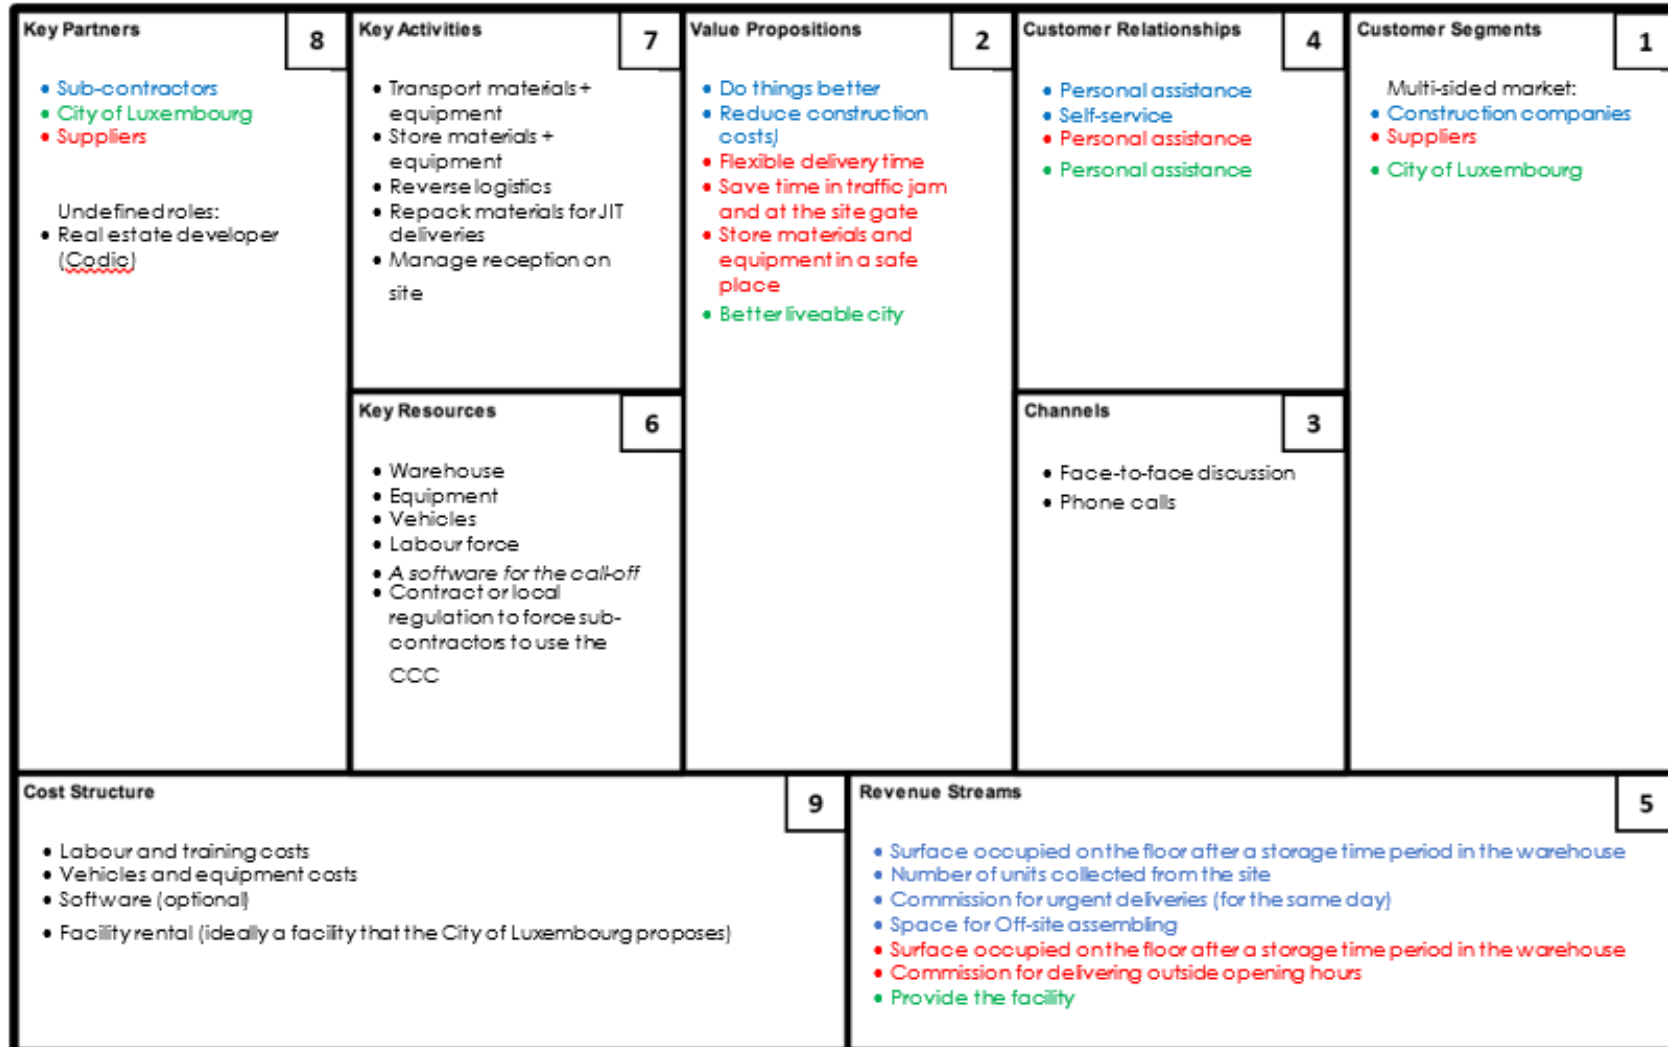 Key Partners
8
Sub-contractors
City of Luxembourg
Suppliers
Undefined roles:
Real estate developer
(Codic)
Key Activities
7
Transport materials +
equipment
Store materials +
equipment
Reverse logistics
Repack materials for JIT
deliveries
Manage reception on
site
Key Resources
6
Warehouse
Equipment
Vehicles
Labour force
A software for the call-off
Contract or local
regulation to force sub-
contractors to use the
CCC
Value Propositions
2
Do things better
Reduce construction
costs)
Flexible delivery time
Save time in traffic jam
and at the site gate
Store materials and
equipment in a safe
place
Better liveable city
Customer Relationships
4
Personal assistance
Self-service
Personal assistance
Personal assistance
Channels
3
Face-to-face discussion
Phone calls
Customer Segments
1
Multi-sided market:
Construction companies
Suppliers
City of Luxembourg
Cost Structure
9
Labour and training costs
Vehicles and equipment costs
Software (optional)
Facility rental (ideally a facility that the City of Luxembourg proposes)
Revenue Streams
5
Surface occupied on the floor after a storage time period in the warehouse
Number of units collected from the site
Commission for urgent deliveries (for the same day)
Space for Off-site assembling
Surface occupied on the floor after a storage time period in the warehouse
Commission for delivering outside opening hours
Provide the facility